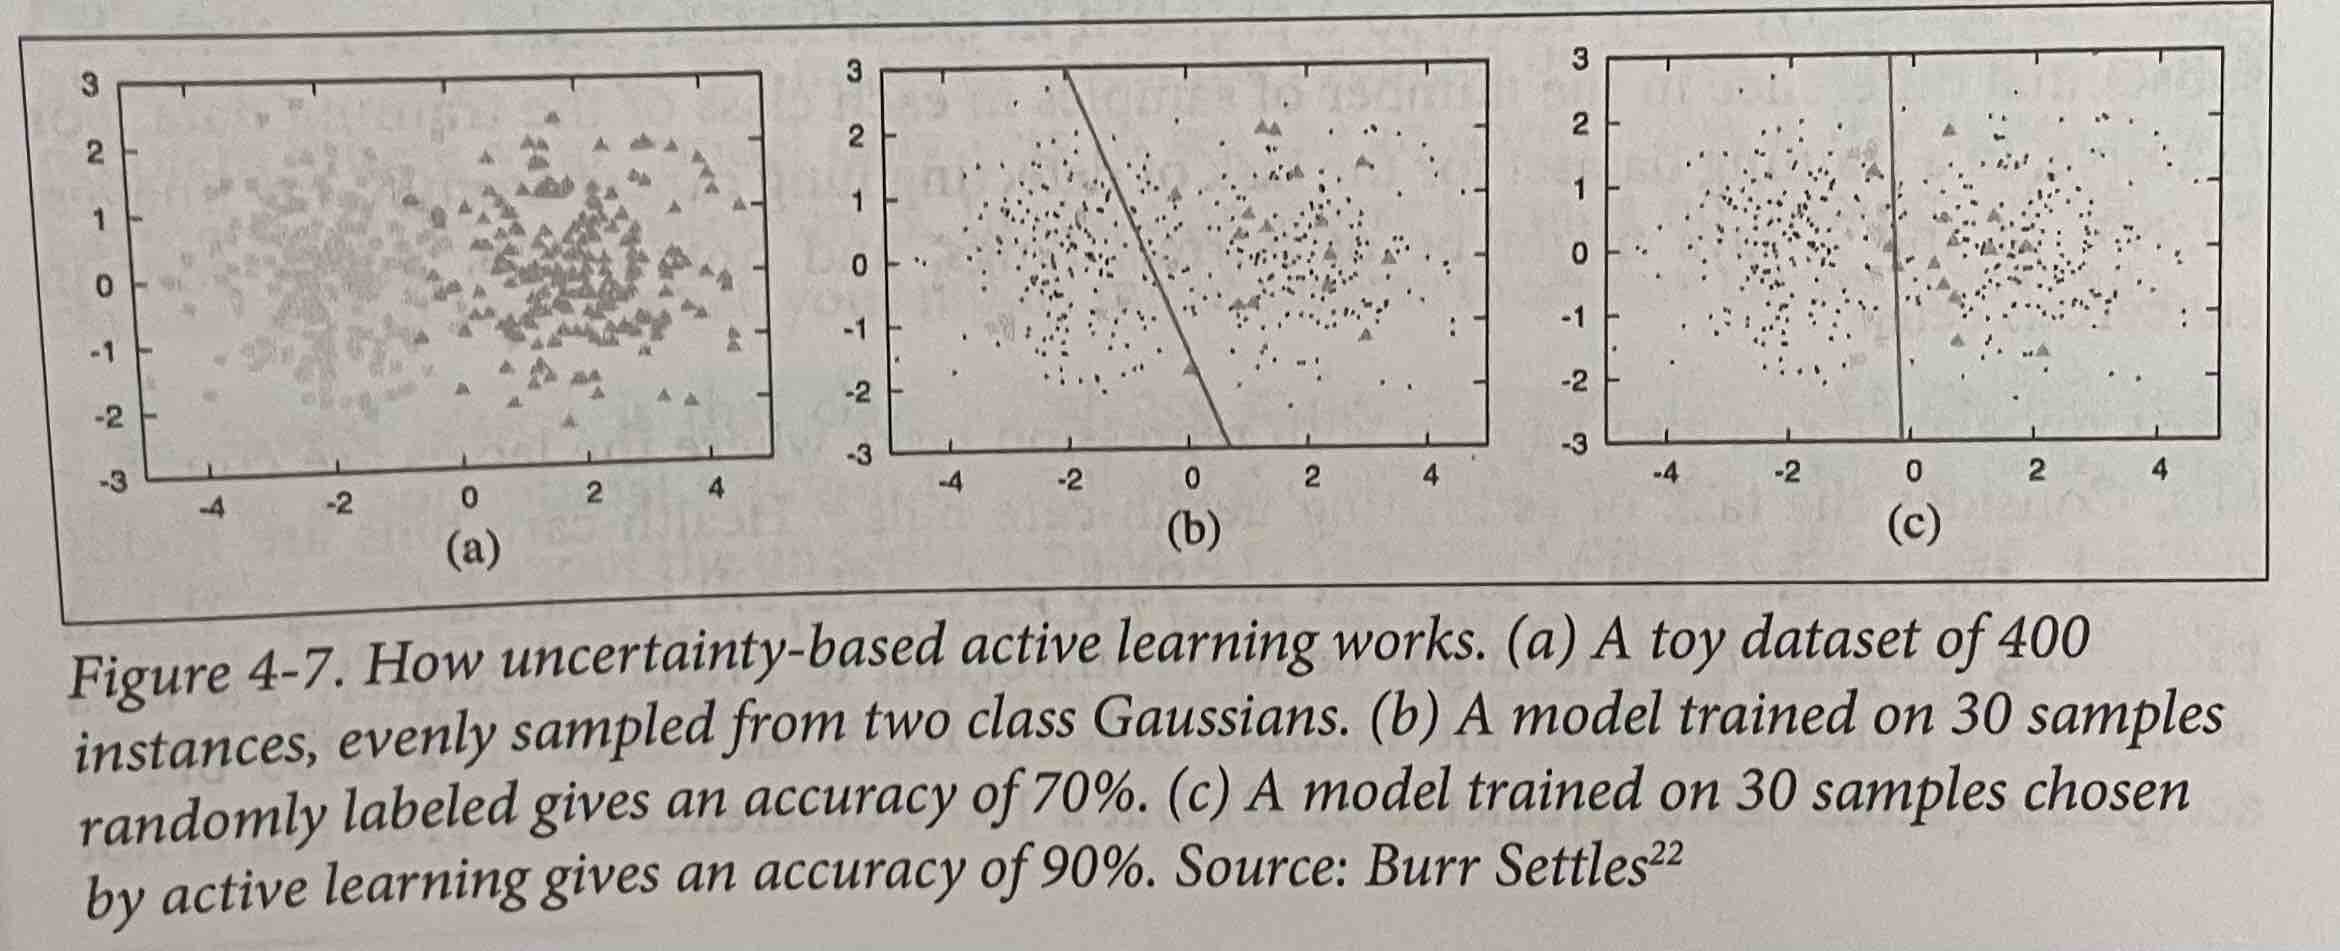 3
2
1
0
-1
-2
-3
-4 -2 0 2 4
(a)
3
2
1
0
-1
-2
-3
-4 -2 0 2 4
(b)
3
2
1
0
-1
-2
-3
-4 -2 0 2 4
(c)
Figure 4-7. How uncertainty-based active learning works. (a) A toy dataset of 400
instances, evenly sampled from two class Gaussians. (b) A model trained on 30 samples
randomly labeled gives an accuracy of 70%. (c) A model trained on 30 samples chosen
by active learning gives an accuracy of 90%. Source: Burr Settles²²